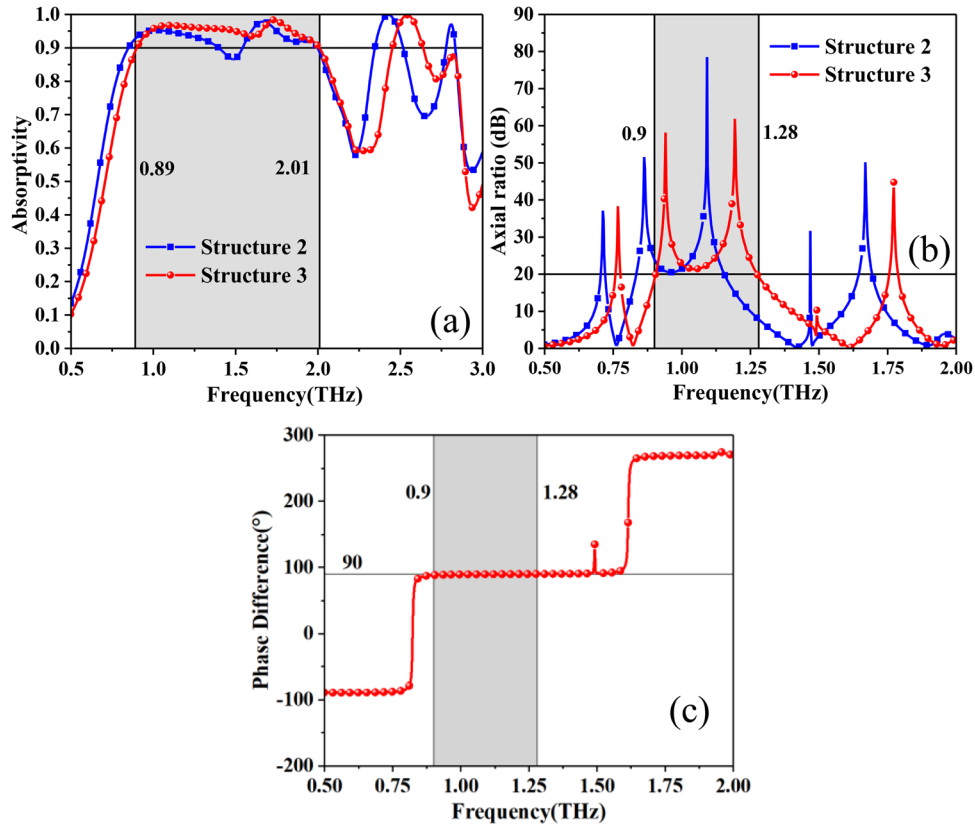 1.0
0.9
0.8
0.7
0.6
0.5
0.4
0.3
0.2
0.1
0.0
Absorptivity
0.89
2.01
Structure 2
Structure 3
(a)
0.5 1.0 1.5 2.0 2.5 3.0
Frequency(THz)
90
80
70
60
50
40
30
20
10
0
Axial ratio (dB)
Structure 2
Structure 3
0.9
1.28
(b)
0.50 0.75 1.00 1.25 1.50 1.75 2.00
Frequency(THz)
300
200
100
0
-100
-200
Phase Difference(°)
0.9
1.28
90
(c)
0.50 0.75 1.00 1.25 1.50 1.75 2.00
Frequency(THz)